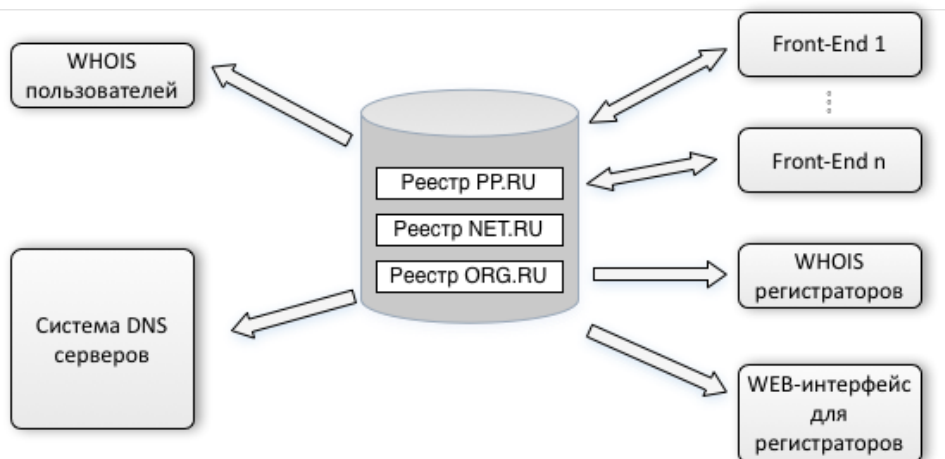 WHOIS
пользователей
Система DNS
серверов
Реестр PP.RU
Реестр NET.RU
Реестр ORG.RU
Front-End 1
Front-End n
WHOIS
регистраторов
WEB-интерфейс
для
регистраторов